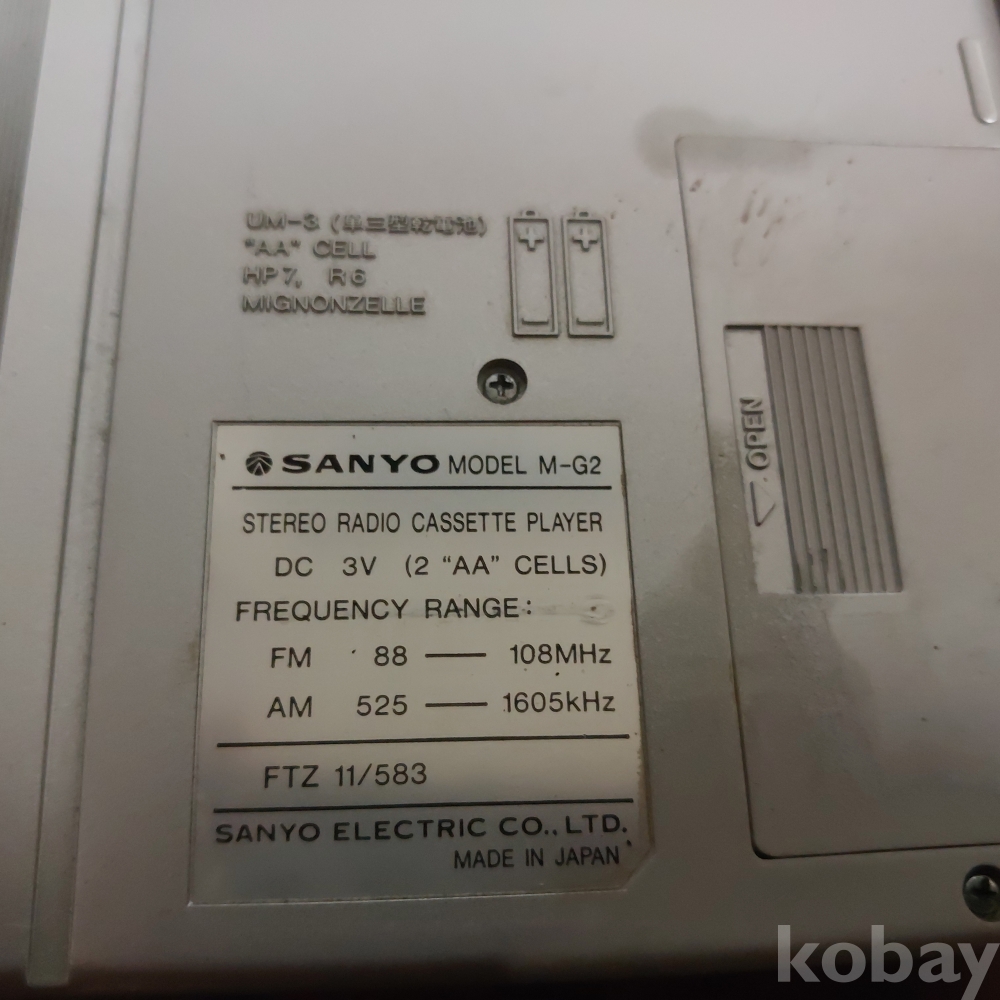 UM-3 (単三型乾電池)
"AA" CELL
HP7, R6
MIGNONZELLE
+ +
- -
OPEN
SANYO MODEL M-G2
STEREO RADIO CASSETTE PLAYER
DC 3V (2 "AA" CELLS)
FREQUENCY RANGE:
FM 88 — 108MHz
AM 525 — 1605kHz
FTZ 11/583
SANYO ELECTRIC CO., LTD.
MADE IN JAPAN
kobay